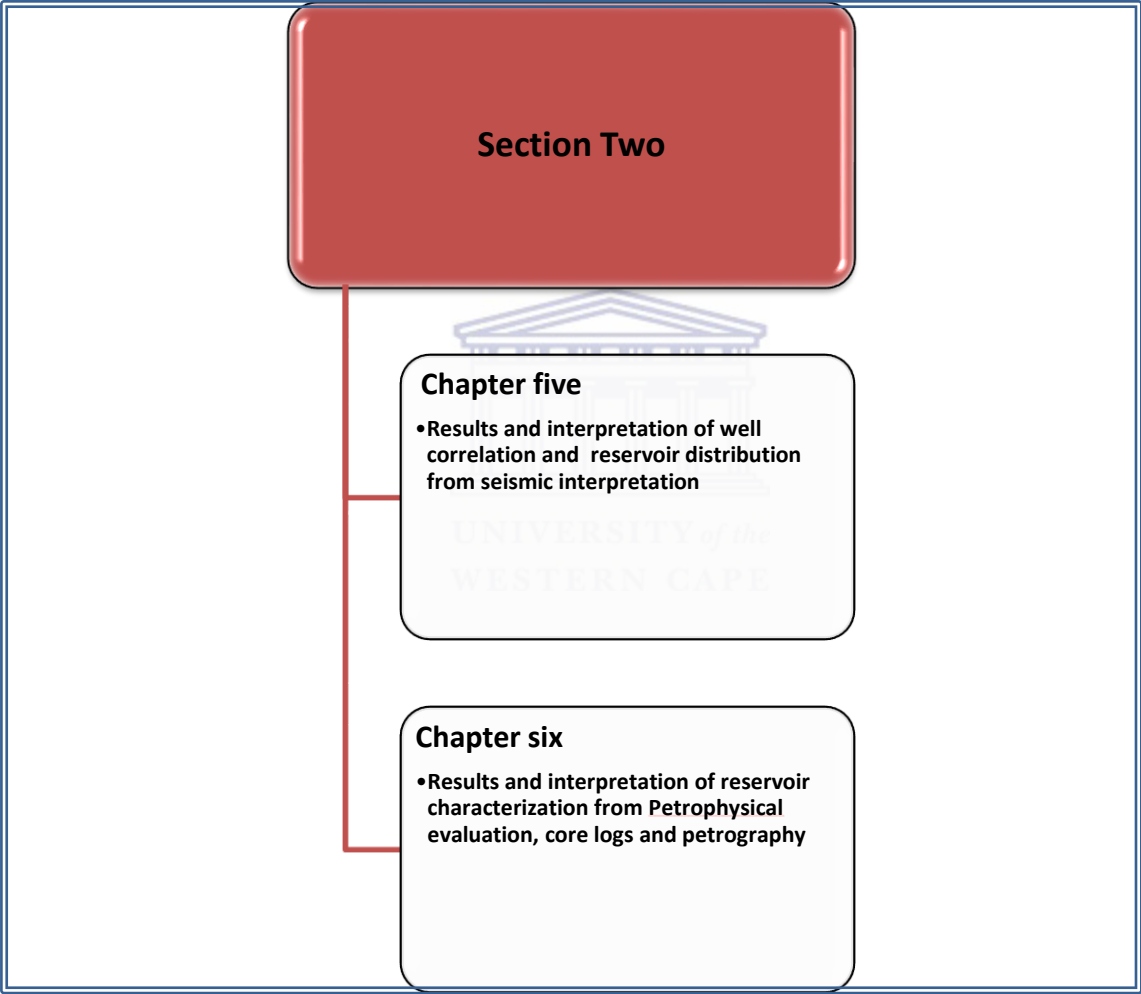 Section Two
Chapter five
•Results and interpretation of well
correlation and  reservoir distribution
from seismic interpretation
UNIVERSITY of the
WESTERN CAPE
Chapter six
•Results and interpretation of reservoir
characterization from Petrophysical
evaluation, core logs and petrography